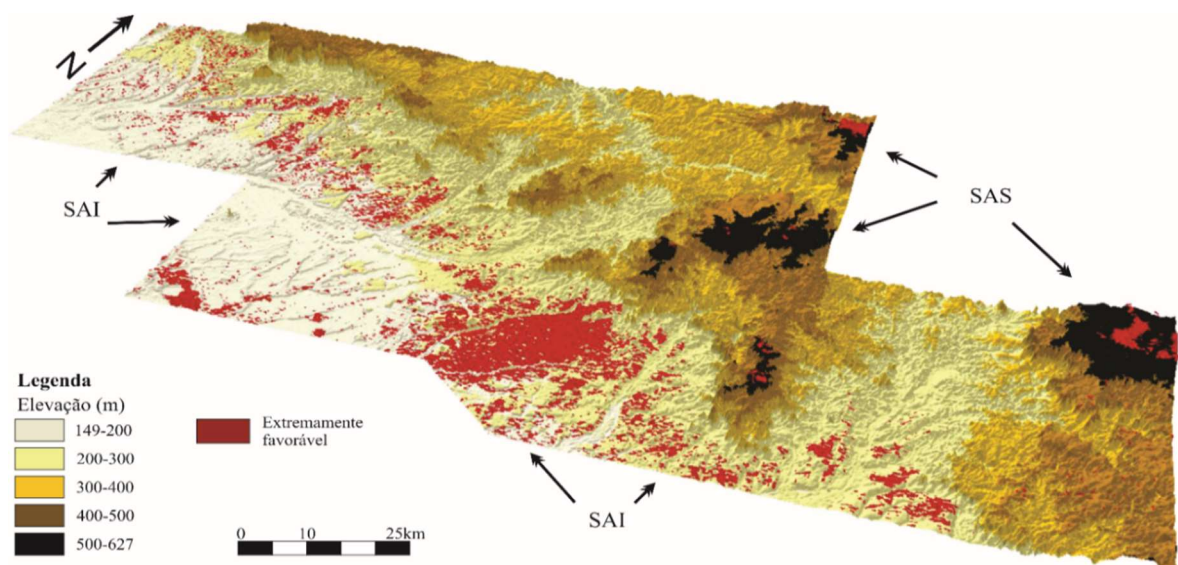 N
SAI
SAS
Legenda
Elevação (m)
149-200
200-300
300-400
400-500
500-627
Extremamente
favorável
0 10 25km
SAI